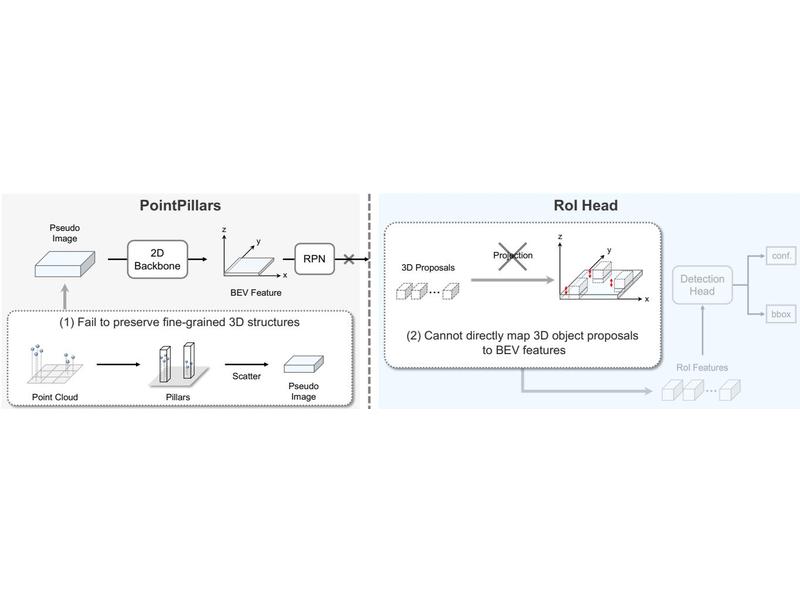 PointPillars
Pseudo
Image
2D
Backbone
z
y
x
BEV Feature
RPN
(1) Fail to preserve fine-grained 3D structures
Point Cloud
Pillars
Scatter
Pseudo
Image
RoI Head
3D Proposals
Projection
z
y
x
(2) Cannot directly map 3D object proposals
to BEV features
Detection
Head
conf.
bbox
RoI Features